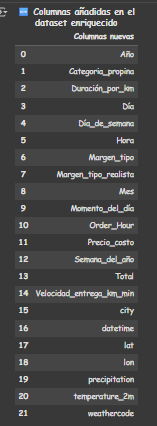 Columnas añadidas en el
dataset enriquecido
Columnas nuevas
0 Año
1 Categoria_propina
2 Duración_por_km
3 Día
4 Día_de_semana
5 Hora
6 Margen_tipo
7 Margen_tipo_realista
8 Mes
9 Momento_del_día
10 Order_Hour
11 Precio_costo
12 Semana_del_año
13 Total
14 Velocidad_entrega_km_min
15 city
16 datetime
17 lat
18 lon
19 precipitation
20 temperature_2m
21 weathercode